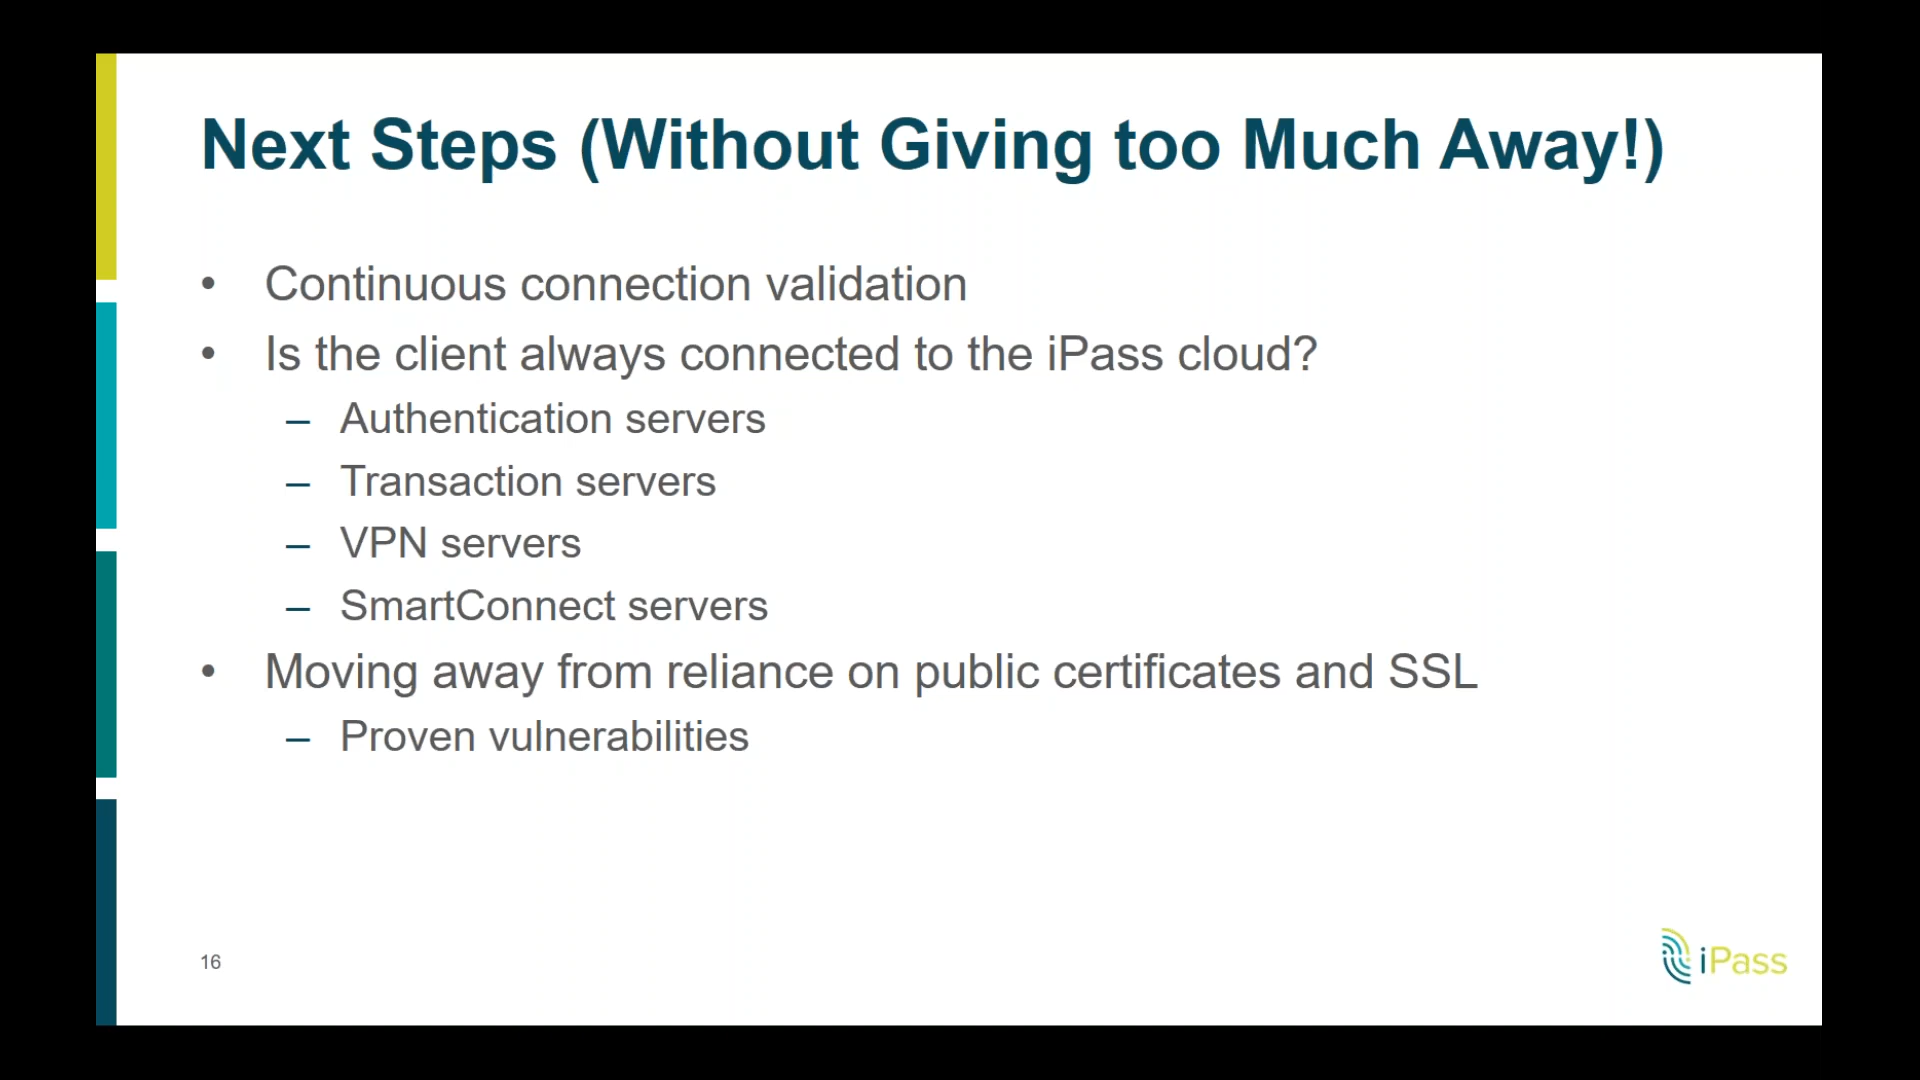 Next Steps (Without Giving too Much Away!)
• Continuous connection validation
• Is the client always connected to the iPass cloud?
– Authentication servers
– Transaction servers
– VPN servers
– SmartConnect servers
• Moving away from reliance on public certificates and SSL
– Proven vulnerabilities
16
iPass